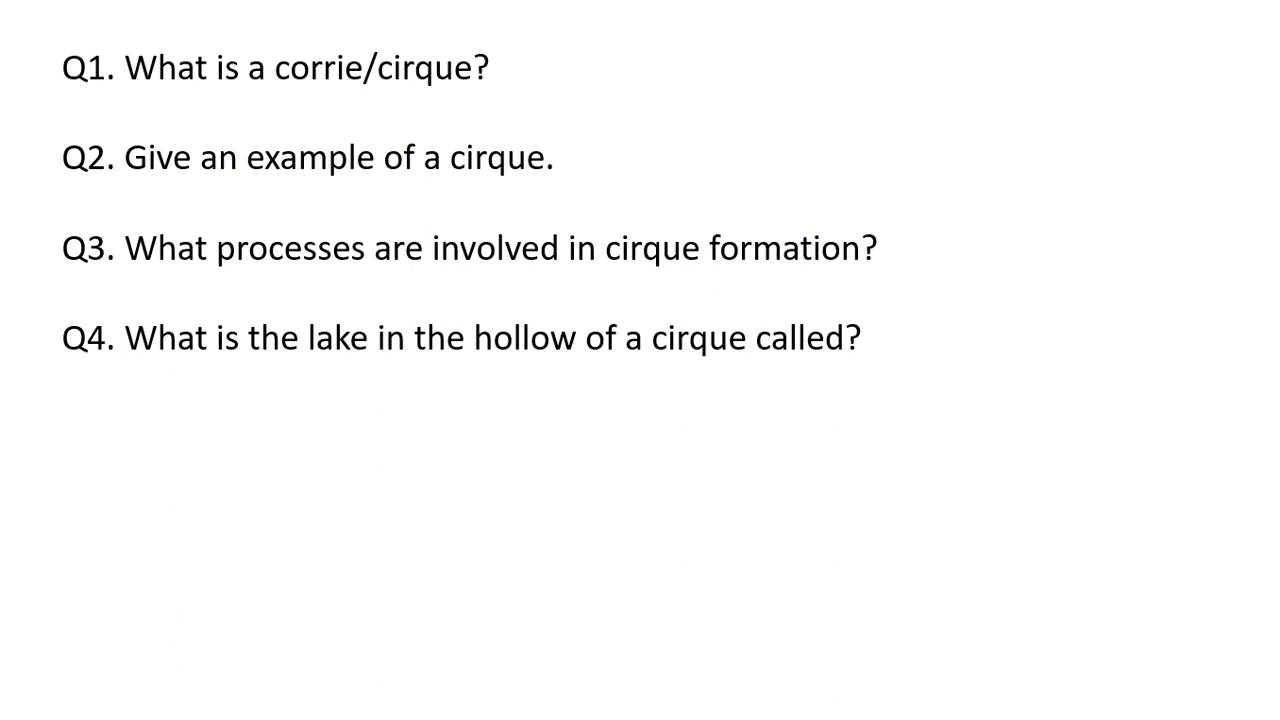 Q1. What is a corrie/cirque?
Q2. Give an example of a cirque.
Q3. What processes are involved in cirque formation?
Q4. What is the lake in the hollow of a cirque called?